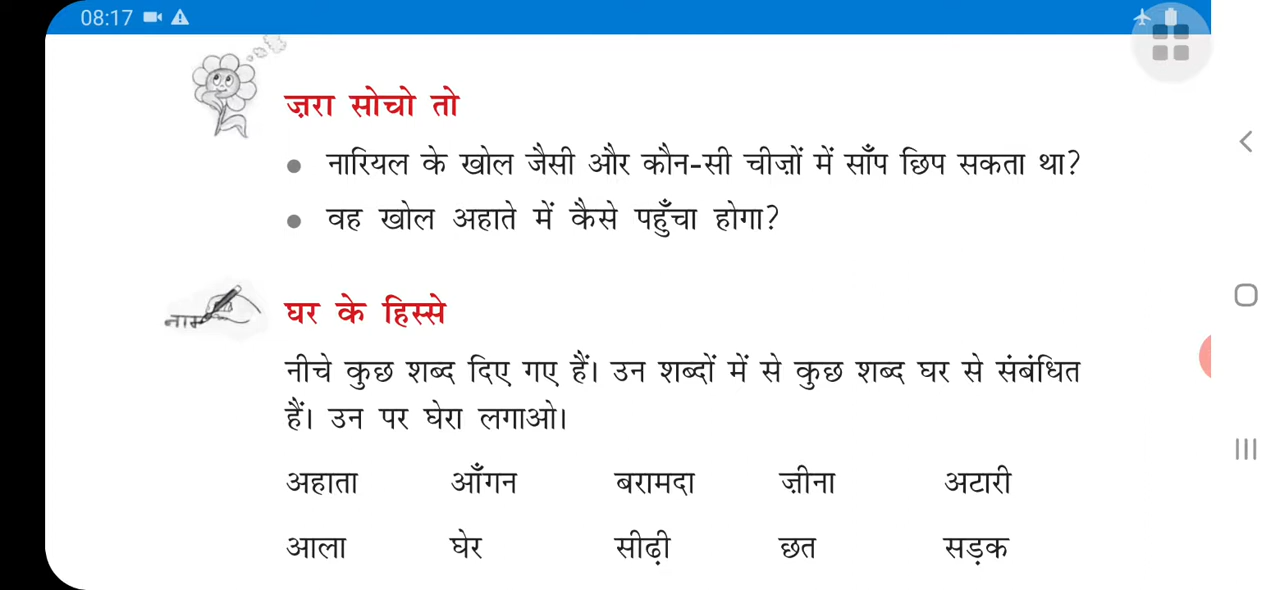 08:17
ज़रा सोचो तो
नारियल के खोल जैसी और कौन-सी चीज़ों में साँप छिप सकता था?
वह खोल अहाते में कैसे पहुँचा होगा?
नाम
घर के हिस्से
नीचे कुछ शब्द दिए गए हैं। उन शब्दों में से कुछ शब्द घर से संबंधित
हैं। उन पर घेरा लगाओ।
अहाता आँगन बरामदा ज़ीना अटारी
आला घेर सीढ़ी छत सड़क